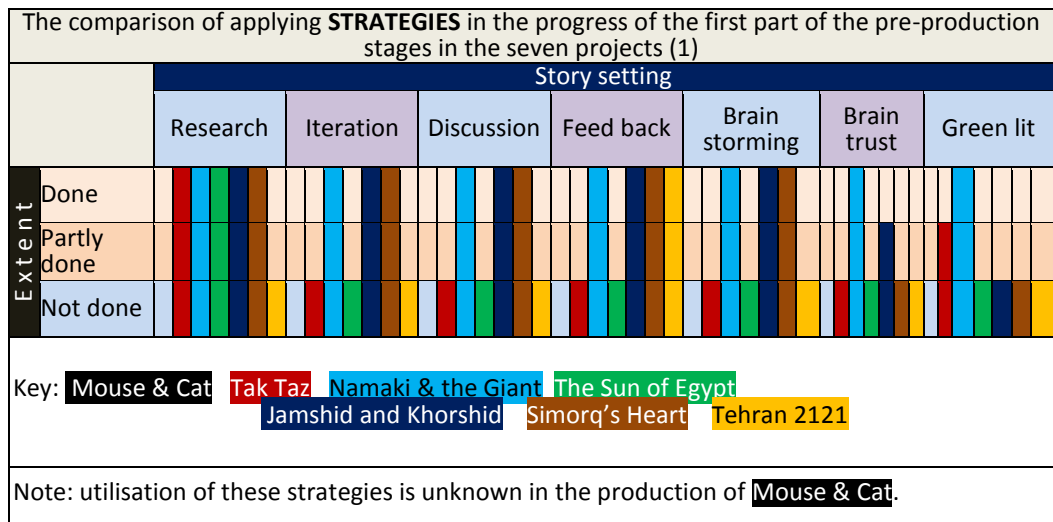 The comparison of applying STRATEGIES in the progress of the first part of the pre-production
stages in the seven projects (1)
Story setting
Research
Iteration
Discussion
Feed back
Brain
storming
Brain
trust
Green lit
Extent
Done
Partly
done
Not done
Key: Mouse & Cat Tak Taz Namaki & the Giant The Sun of Egypt
Jamshid and Khorshid Simorq's Heart Tehran 2121
Note: utilisation of these strategies is unknown in the production of Mouse & Cat.